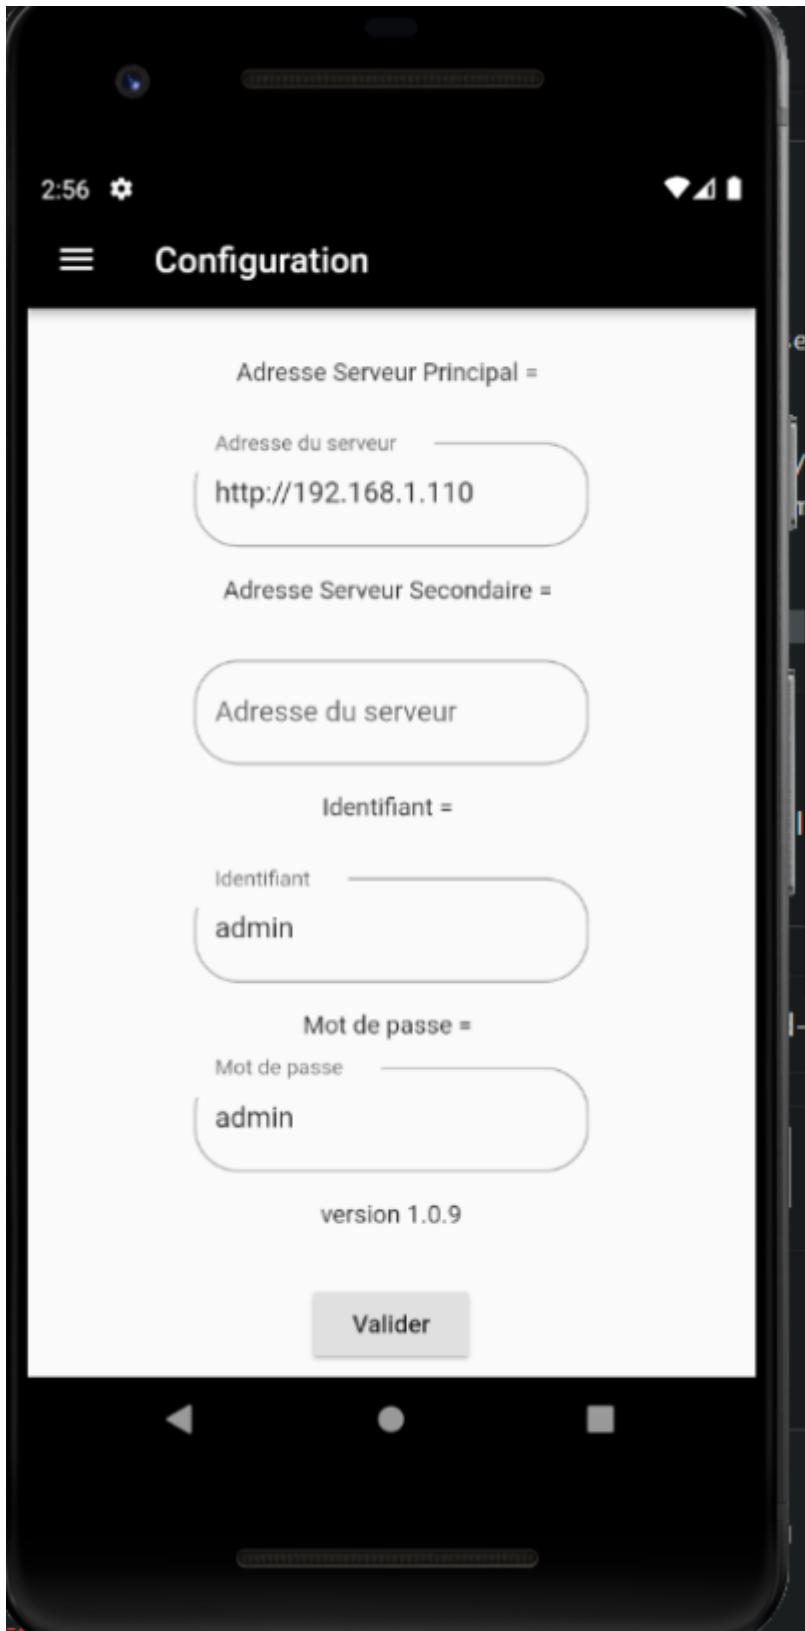 2:56
Configuration
Adresse Serveur Principal =
Adresse du serveur
http://192.168.1.110
Adresse Serveur Secondaire =
Adresse du serveur
Identifiant =
Identifiant
admin
Mot de passe =
Mot de passe
admin
version 1.0.9
Valider